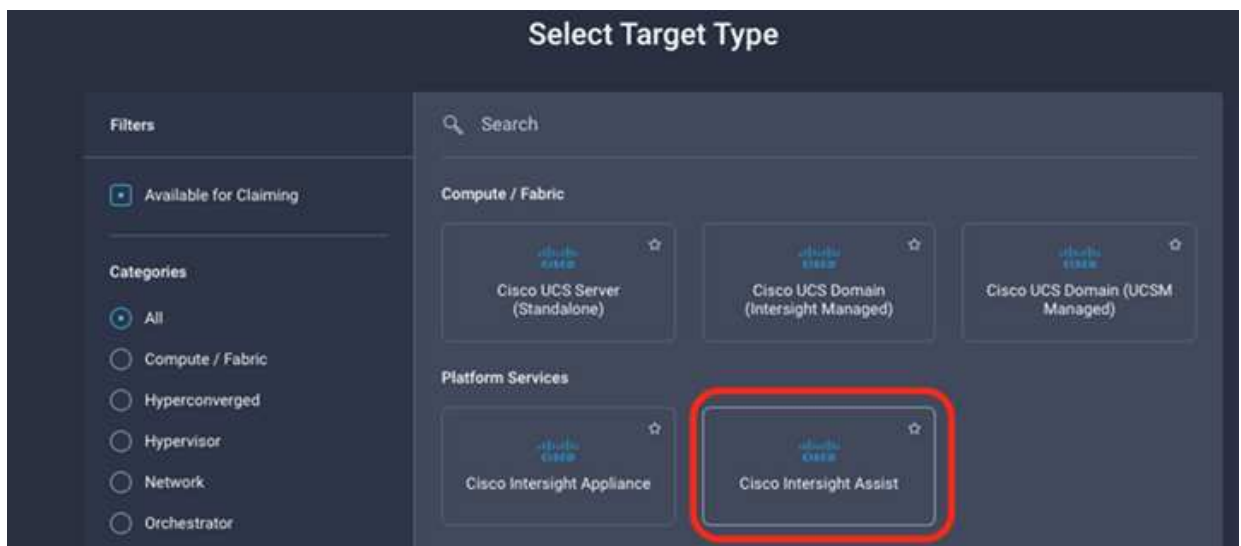 Select Target Type
Filters
Search
Available for Claiming
Compute / Fabric
Cisco UCS Server
(Standalone)
Cisco UCS Domain
(Intersight Managed)
Cisco UCS Domain (UCSM
Managed)
Categories
All
Compute / Fabric
Hyperconverged
Hypervisor
Network
Orchestrator
Platform Services
Cisco Intersight Appliance
Cisco Intersight Assist